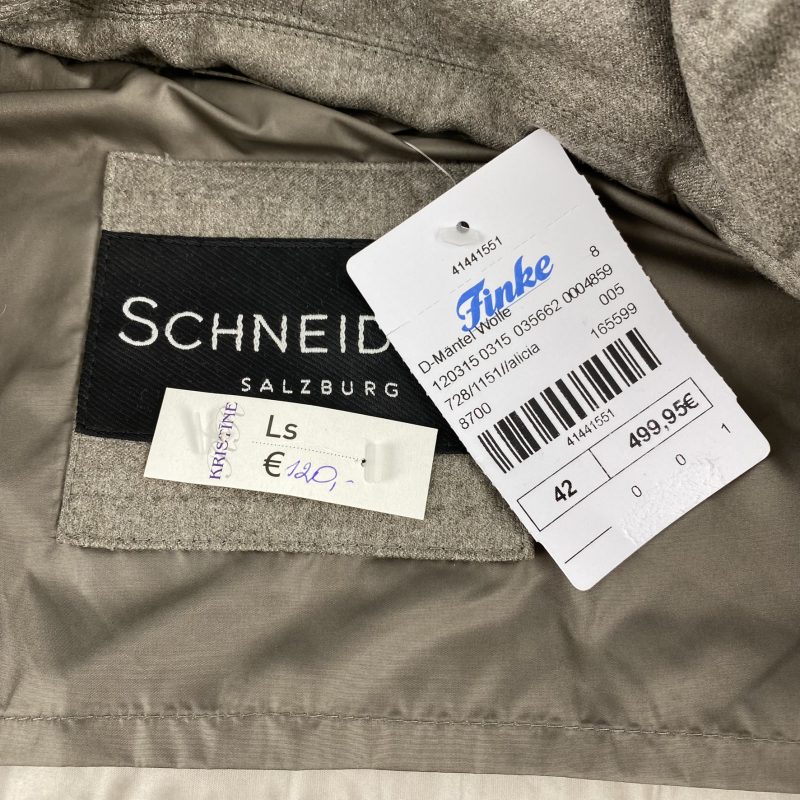 SCHNEID
SALZBURG
KRISTINE
Ls
€ 120,-
41441551
Finke
D-Mäntel Wolle 8
120315 0315 035662 0004859
728/1151//alicia 005
8700 165599
41441551
42 499,95€
0 0 1